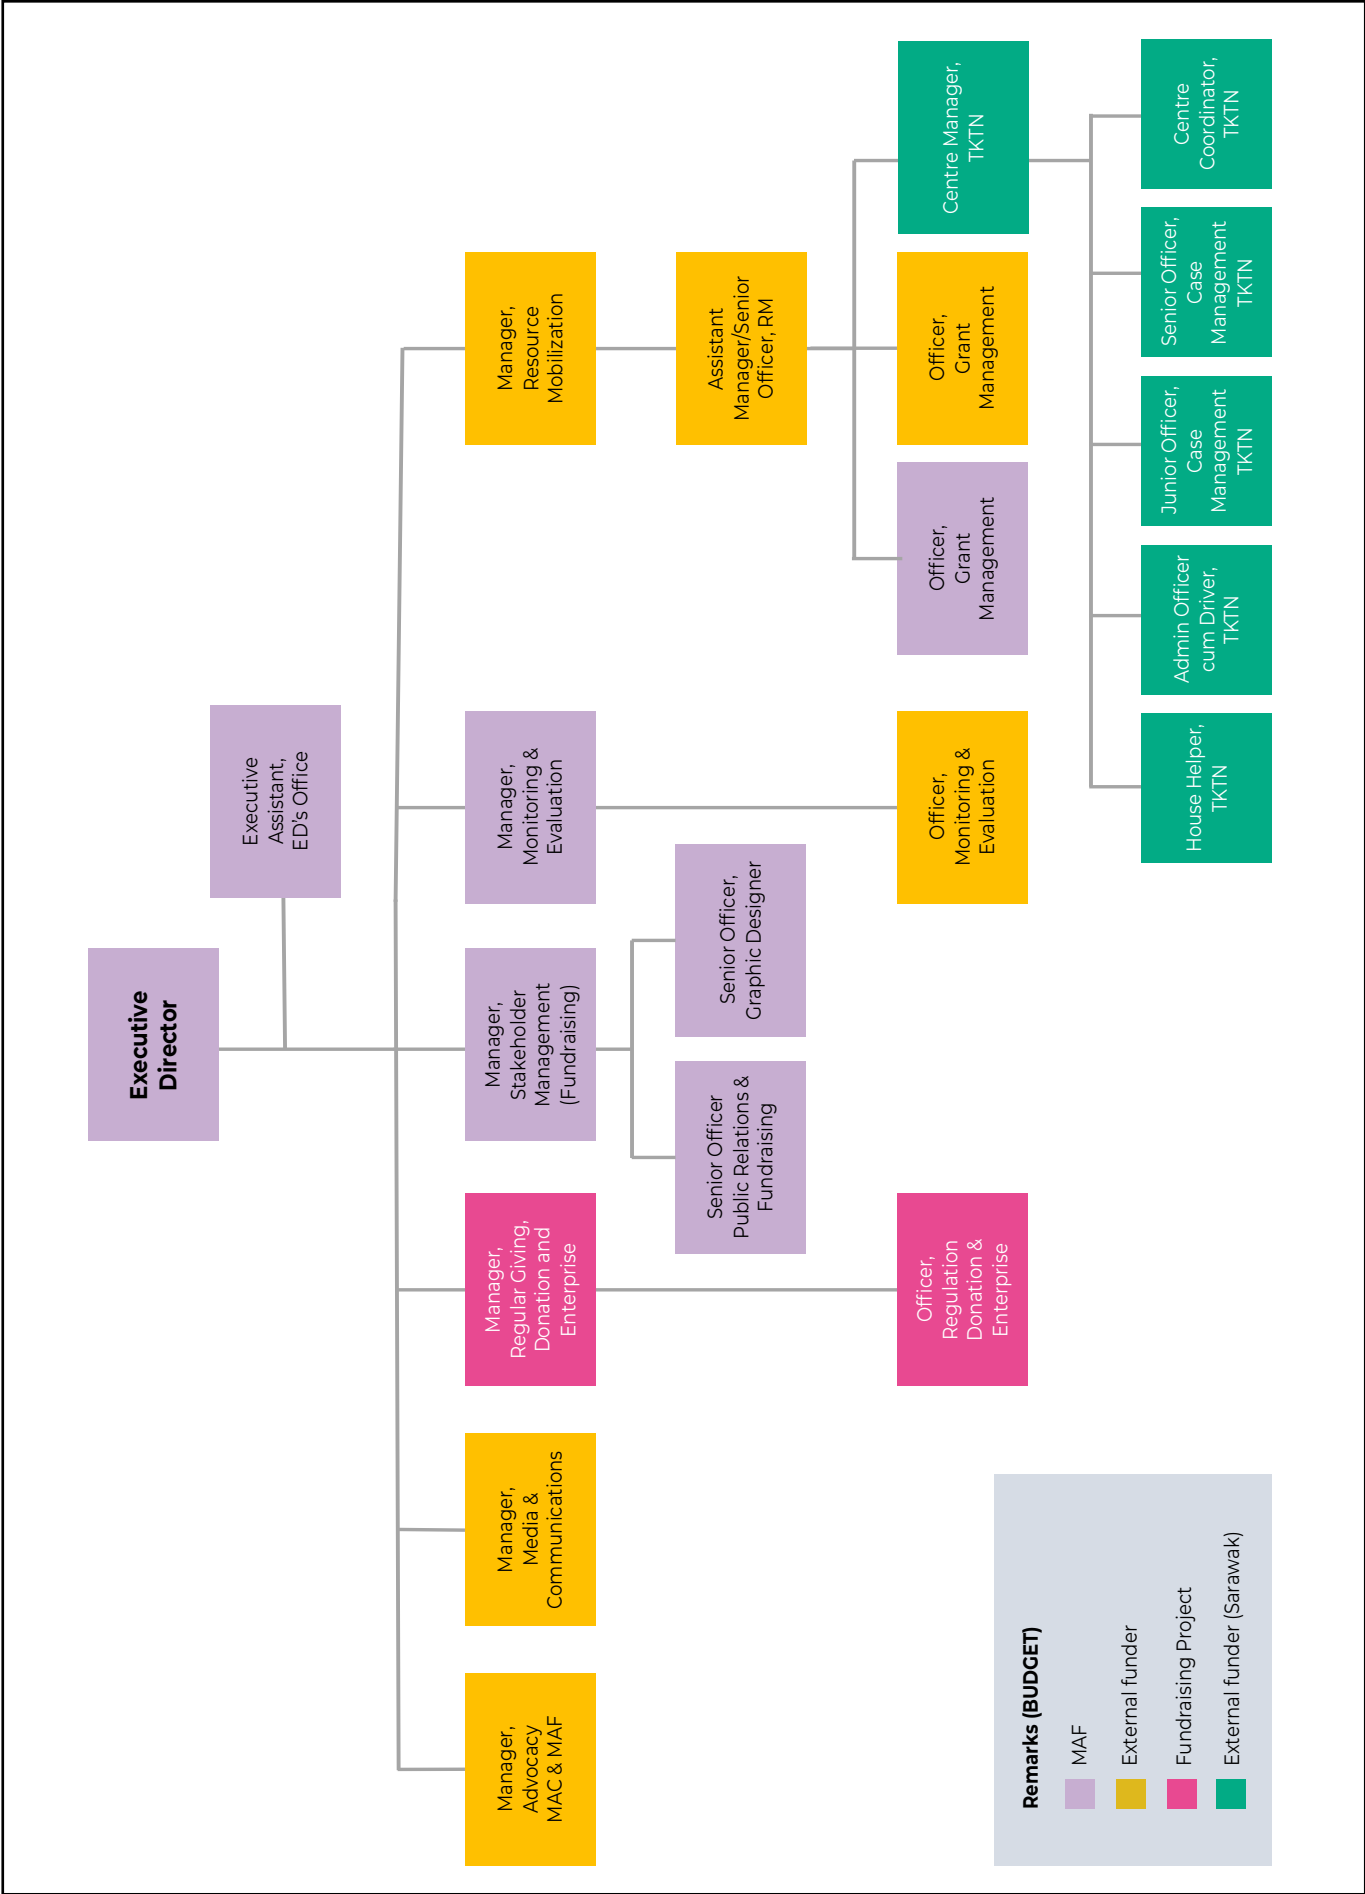 Executive
Director
Executive
Assistant,
ED's Office
Manager,
Advocacy
MAC & MAF
Manager,
Media &
Communications
Manager,
Regular Giving,
Donation and
Enterprise
Manager,
Stakeholder
Management
(Fundraising)
Manager,
Monitoring &
Evaluation
Manager,
Resource
Mobilization
Senior Officer
Public Relations &
Fundraising
Senior Officer,
Graphic Designer
Assistant
Manager/Senior
Officer, RM
Officer,
Regulation
Donation &
Enterprise
Officer,
Monitoring &
Evaluation
Officer,
Grant
Management
Officer,
Grant
Management
Centre Manager,
TKTN
House Helper,
TKTN
Admin Officer
cum Driver,
TKTN
Junior Officer,
Case
Management
TKTN
Senior Officer,
Case
Management
TKTN
Centre
Coordinator,
TKTN
Remarks (BUDGET)
MAF
External funder
Fundraising Project
External funder (Sarawak)